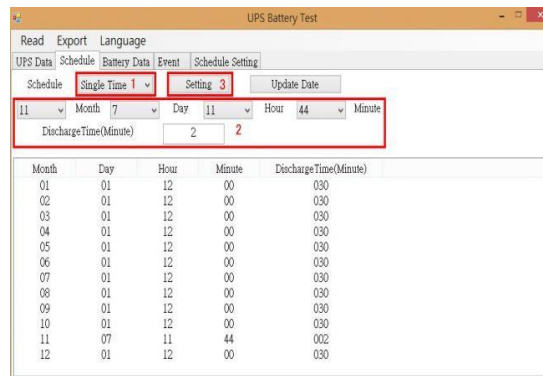 UPS Battery Test
Read Export Language
UPS Data Schedule Battery Data Event Schedule Setting
Schedule Single Time 1 Setting 3 Update Date
11 Month 7 Day 11 Hour 44 Minute
DischargeTime(Minute) 2 2
Month Day Hour Minute DischargeTime(Minute)
01 01 12 00 030
02 01 12 00 030
03 01 12 00 030
04 01 12 00 030
05 01 12 00 030
06 01 12 00 030
07 01 12 00 030
08 01 12 00 030
09 01 12 00 030
10 01 12 00 030
11 07 11 44 002
12 01 12 00 030